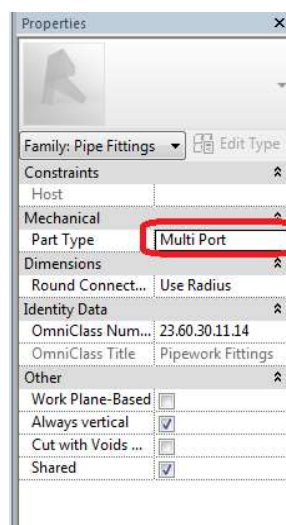 Properties
Family: Pipe Fittings Edit Type
Constraints
Host
Mechanical
Part Type Multi Port
Dimensions
Round Connect... Use Radius
Identity Data
OmniClass Num... 23.60.30.11.14
OmniClass Title Pipework Fittings
Other
Work Plane-Based
Always vertical
Cut with Voids ...
Shared